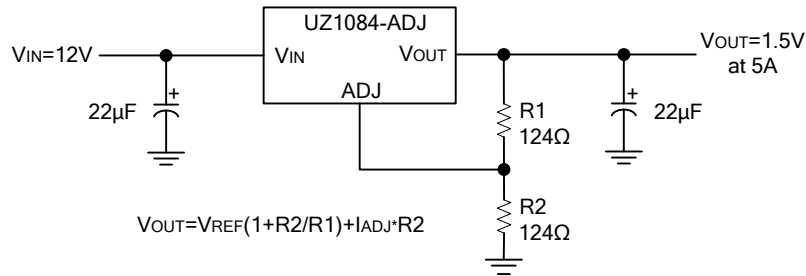 UZ1084-ADJ
VIN=12V
VIN
VOUT
VOUT=1.5V
at 5A
ADJ
+
22µF
R1
124Ω
+
22µF
R2
124Ω
VOUT=VREF(1+R2/R1)+IADJ*R2